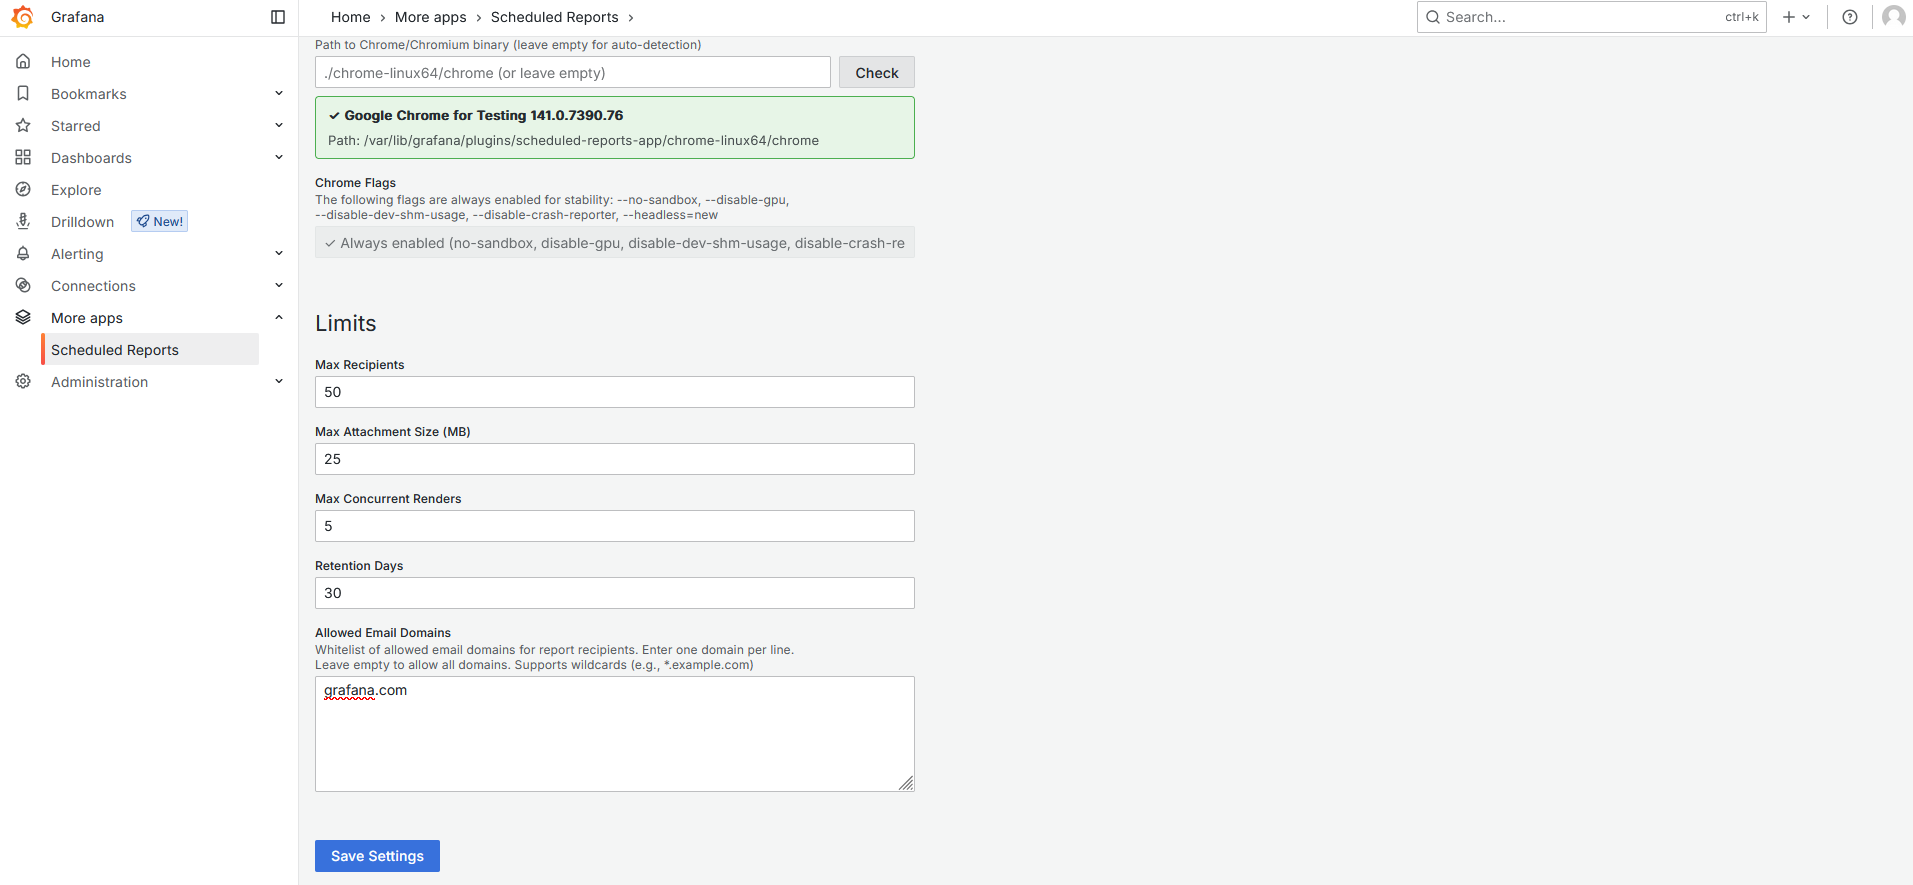 Grafana
Home > More apps > Scheduled Reports >
Search...
ctrl+k
Home
Bookmarks
Starred
Dashboards
Explore
Drilldown
New!
Alerting
Connections
More apps
Scheduled Reports
Administration
Path to Chrome/Chromium binary (leave empty for auto-detection)
./chrome-linux64/chrome (or leave empty)
Check
✓ Google Chrome for Testing 141.0.7390.76
Path: /var/lib/grafana/plugins/scheduled-reports-app/chrome-linux64/chrome
Chrome Flags
The following flags are always enabled for stability: --no-sandbox, --disable-gpu,
--disable-dev-shm-usage, --disable-crash-reporter, --headless=new
✓ Always enabled (no-sandbox, disable-gpu, disable-dev-shm-usage, disable-crash-re
Limits
Max Recipients
50
Max Attachment Size (MB)
25
Max Concurrent Renders
5
Retention Days
30
Allowed Email Domains
Whitelist of allowed email domains for report recipients. Enter one domain per line.
Leave empty to allow all domains. Supports wildcards (e.g., *.example.com)
grafana.com
Save Settings